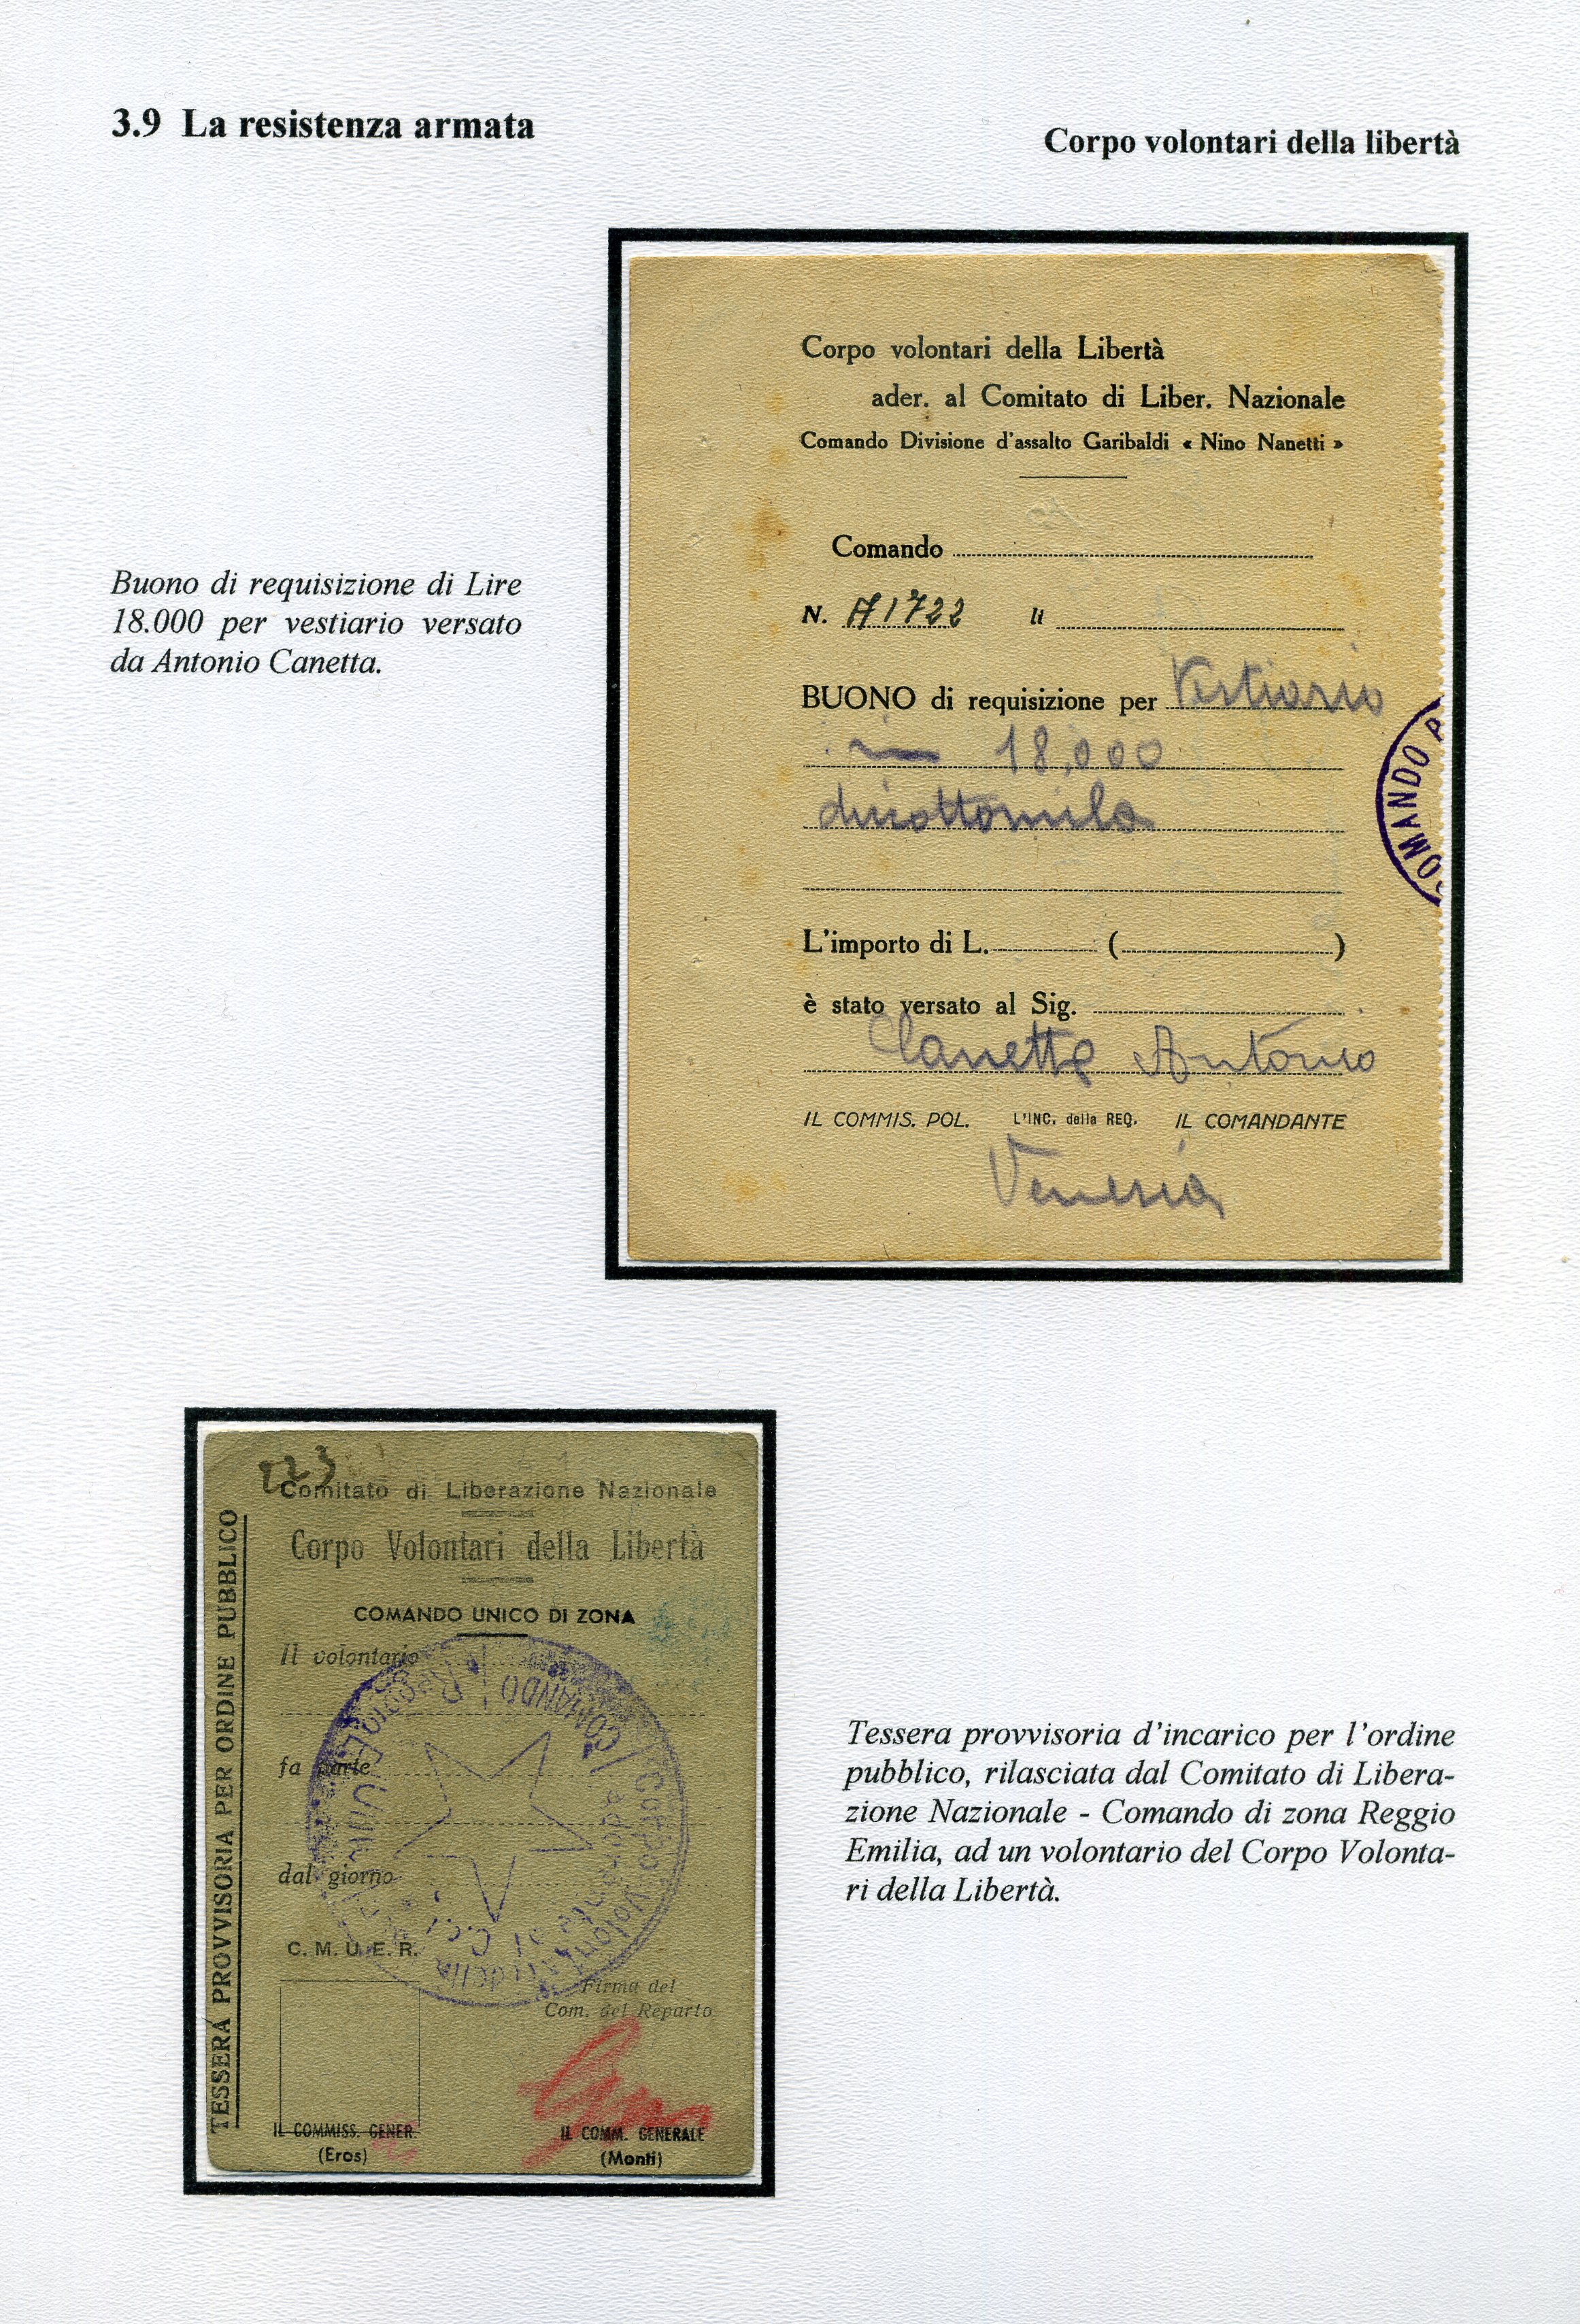 3.9 La resistenza armata
Corpo volontari della libertà
Corpo volontari della Libertà
ader. al Comitato di Liber. Nazionale
Comando Divisione d'assalto Garibaldi « Nino Nanetti »
Comando
N. A1722 li
BUONO di requisizione per Vestiario
18.000
diciottomila
L'importo di L. ( )
è stato versato al Sig.
Canetta Antonio
IL COMMIS. POL. L'INC. della REQ. IL COMANDANTE
Venezia
OMANDO P
Buono di requisizione di Lire
18.000 per vestiario versato
da Antonio Canetta.
TESSERA PROVVISORIA PER ORDINE PUBBLICO
223
Comitato di Liberazione Nazionale
Corpo Volontari della Libertà
COMANDO UNICO DI ZONA
Il volontario
fa parte
dal giorno
C. M. U. E. R.
Firma del
Com. del Reparto
IL COMMISS. GENER. IL COMM. GENERALE
(Eros) (Monti)
COMANDO
Corpo Volontari della
Tessera provvisoria d'incarico per l'ordine
pubblico, rilasciata dal Comitato di Libera-
zione Nazionale - Comando di zona Reggio
Emilia, ad un volontario del Corpo Volonta-
ri della Libertà.